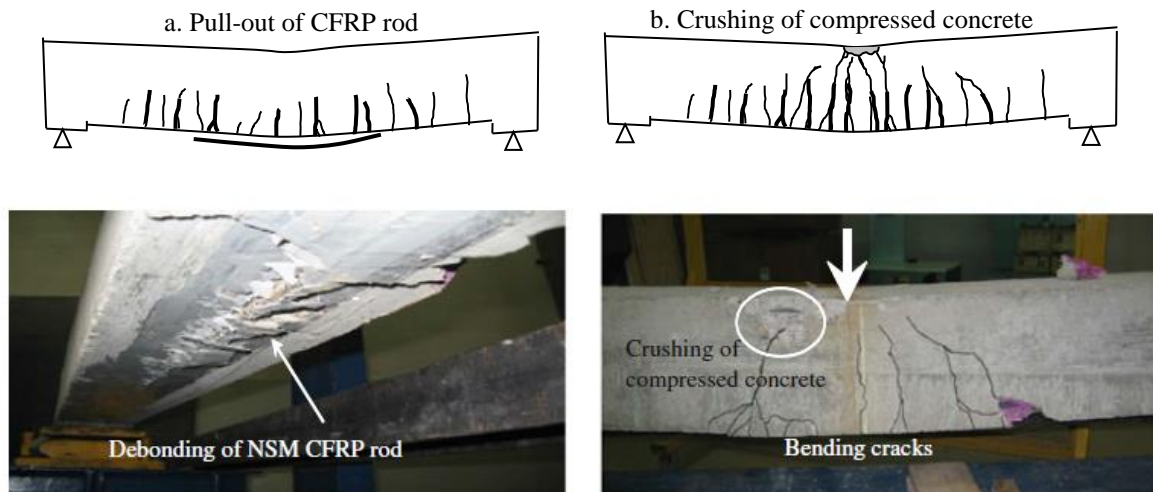 a. Pull-out of CFRP rod
b. Crushing of compressed concrete
Debonding of NSM CFRP rod
Crushing of
compressed concrete
Bending cracks